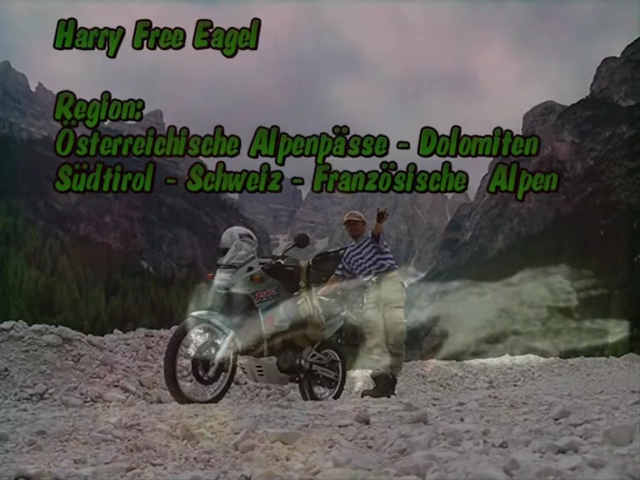 Harry Free Eagel
Region:
Österreichische Alpenpässe - Dolomiten
Südtirol - Schweiz - Französische Alpen